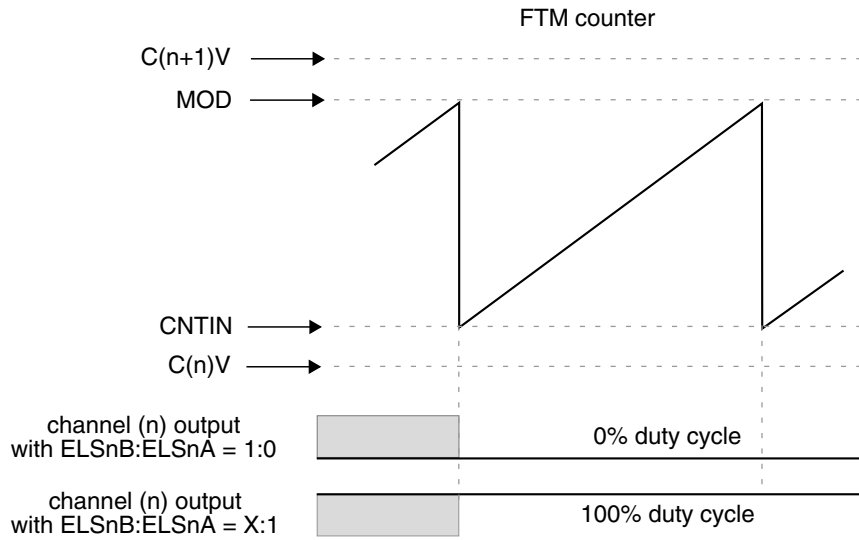 FTM counter
C(n+1)V
MOD
CNTIN
C(n)V
channel (n) output
with ELSnB:ELSnA = 1:0
0% duty cycle
channel (n) output
with ELSnB:ELSnA = X:1
100% duty cycle